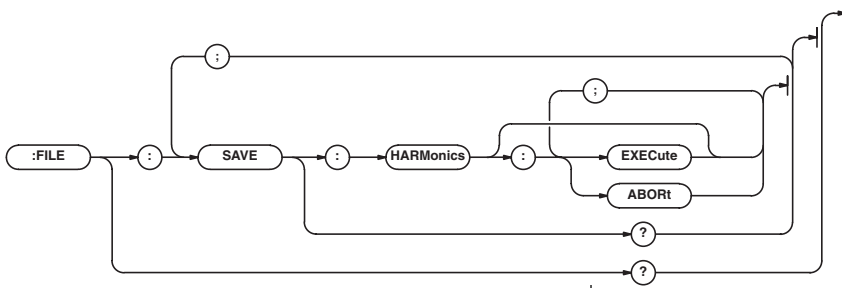 ;
;
:FILE : SAVE : HARMonics : EXECute
ABORt
?
?